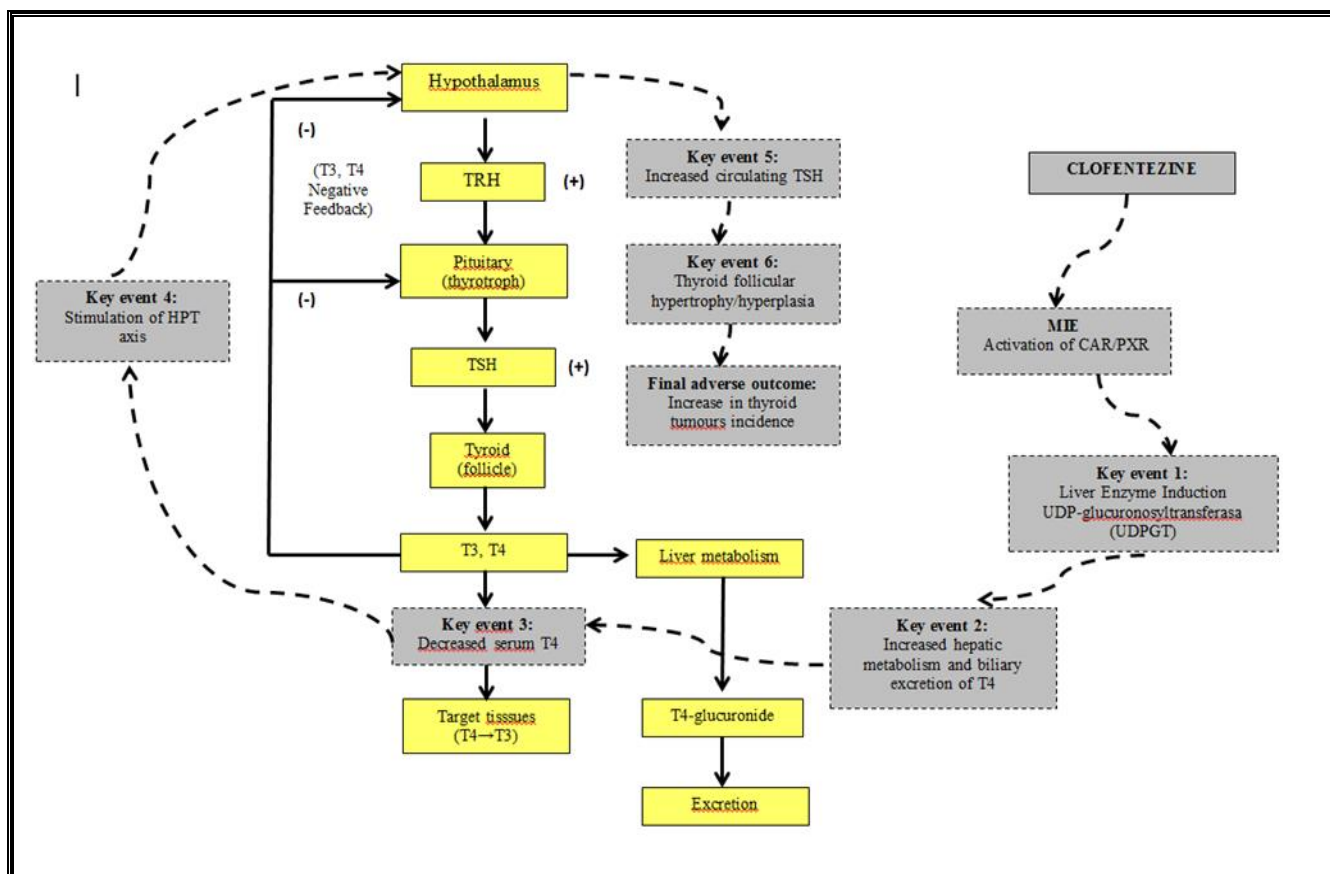 Hypothalamus
(-)
(T3, T4
Negative
Feedback)
TRH
(+)
Pituitary
(thyrotroph)
(-)
TSH
(+)
Tyroid
(follicle)
T3, T4
Liver metabolism
Key event 3:
Decreased serum T4
Target tisssues
(T4→T3)
T4-glucuronide
Excretion
Key event 4:
Stimulation of HPT
axis
Key event 5:
Increased circulating TSH
Key event 6:
Thyroid follicular
hypertrophy/hyperplasia
Final adverse outcome:
Increase in thyroid
tumours incidence
CLOFENTEZINE
MIE
Activation of CAR/PXR
Key event 1:
Liver Enzyme Induction
UDP-glucuronosyltransferasa
(UDPGT)
Key event 2:
Increased hepatic
metabolism and biliary
excretion of T4